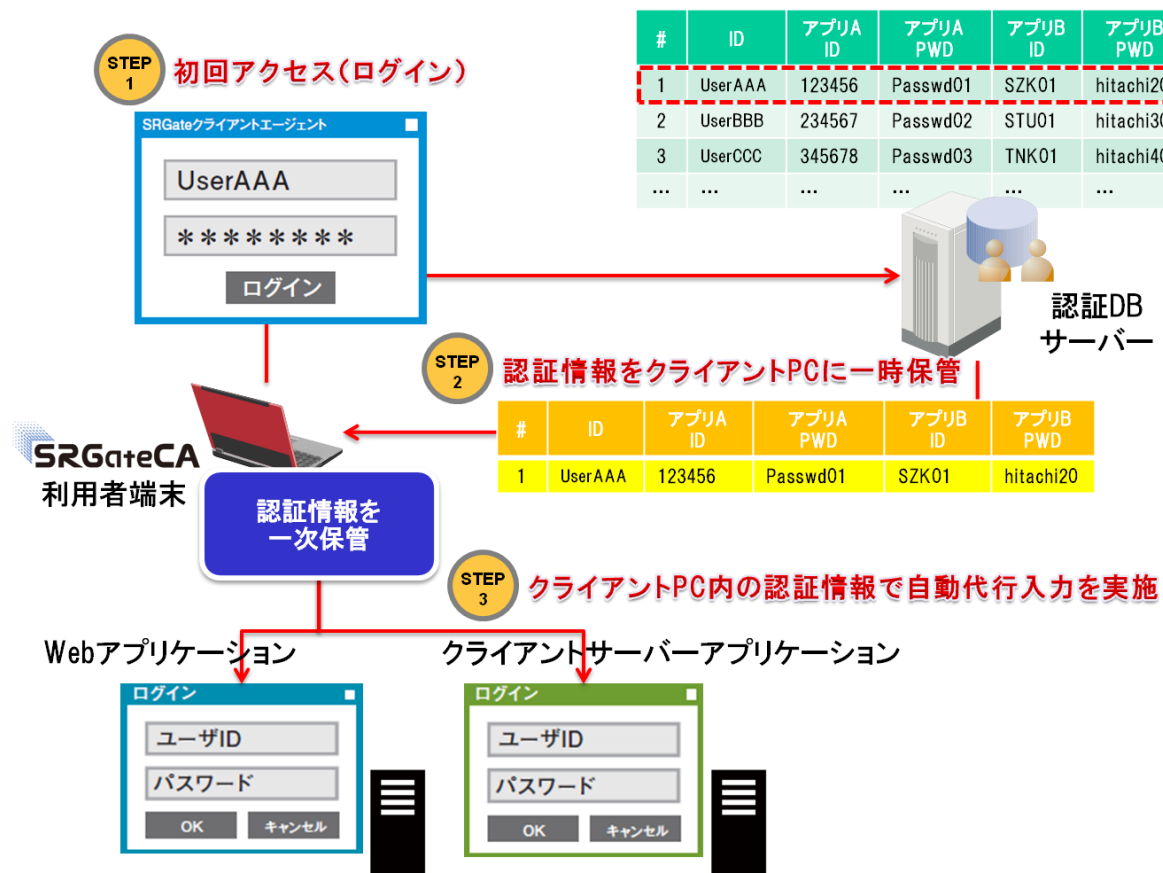 # ID アプリA ID アプリA PWD アプリB ID アプリB PWD
1 UserAAA 123456 Passwd01 SZK01 hitachi20
2 UserBBB 234567 Passwd02 STU01 hitachi30
3 UserCCC 345678 Passwd03 TNK01 hitachi40
... ... ... ... ... ...
STEP 1
初回アクセス(ログイン)
SRGateクライアントエージェント
UserAAA
********
ログイン
認証DB
サーバー
STEP 2
認証情報をクライアントPCに一時保管
# ID アプリA ID アプリA PWD アプリB ID アプリB PWD
1 UserAAA 123456 Passwd01 SZK01 hitachi20
SRGateCA
利用者端末
認証情報を
一次保管
STEP 3
クライアントPC内の認証情報で自動代行入力を実施
Webアプリケーション
ログイン
ユーザID
パスワード
OK キャンセル
クライアントサーバーアプリケーション
ログイン
ユーザID
パスワード
OK キャンセル